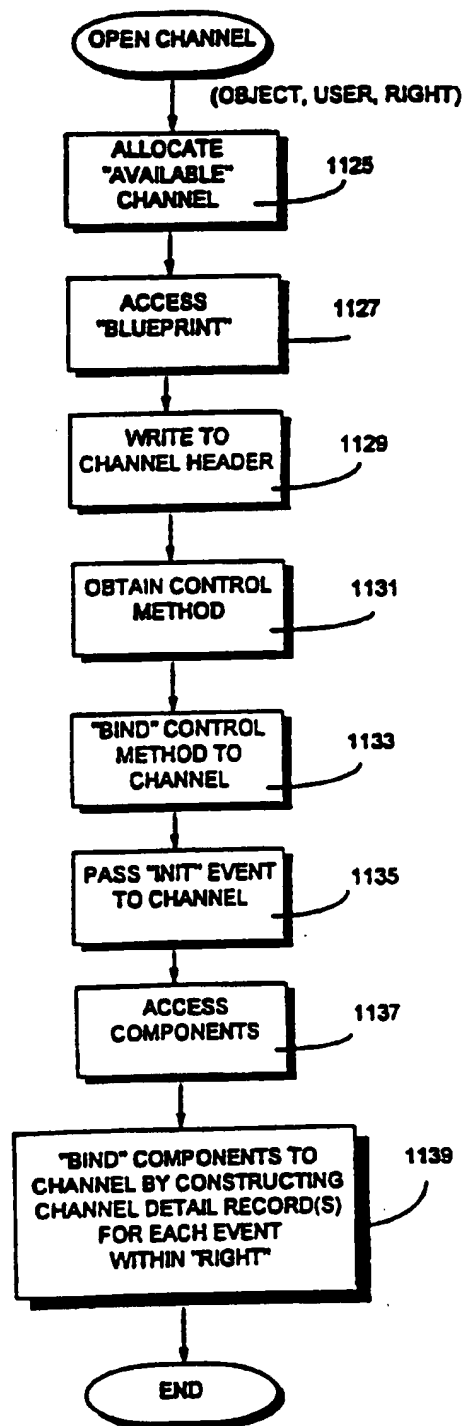 OPEN CHANNEL
(OBJECT, USER, RIGHT)
ALLOCATE
"AVAILABLE"
CHANNEL
1125
ACCESS
"BLUEPRINT"
1127
WRITE TO
CHANNEL HEADER
1129
OBTAIN CONTROL
METHOD
1131
"BIND" CONTROL
METHOD TO
CHANNEL
1133
PASS "INIT" EVENT
TO CHANNEL
1135
ACCESS
COMPONENTS
1137
"BIND" COMPONENTS TO
CHANNEL BY CONSTRUCTING
CHANNEL DETAIL RECORD(S)
FOR EACH EVENT
WITHIN "RIGHT"
1139
END